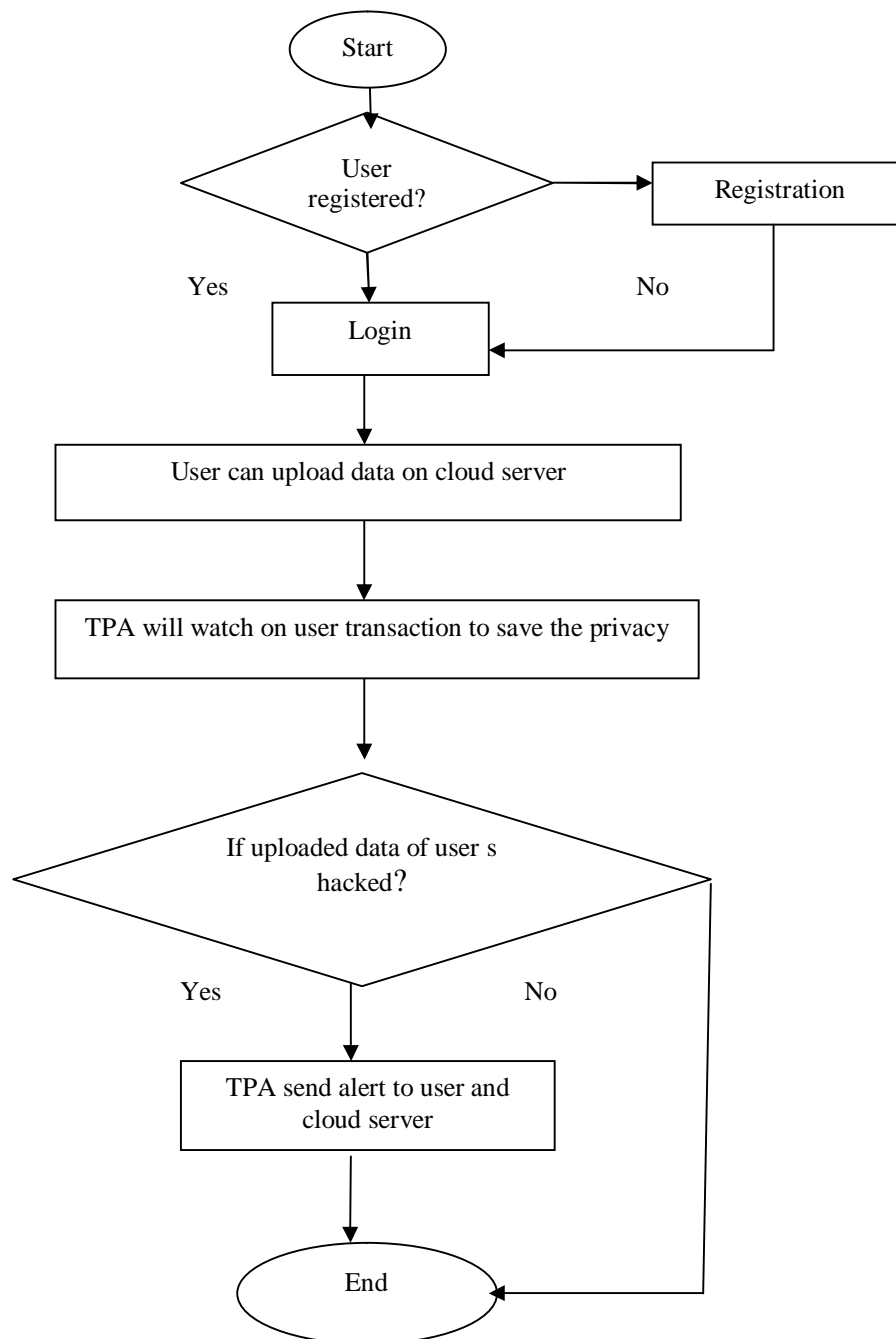 Start
User
registered?
Registration
Yes
No
Login
User can upload data on cloud server
TPA will watch on user transaction to save the privacy
If uploaded data of user s
hacked?
Yes
No
TPA send alert to user and
cloud server
End